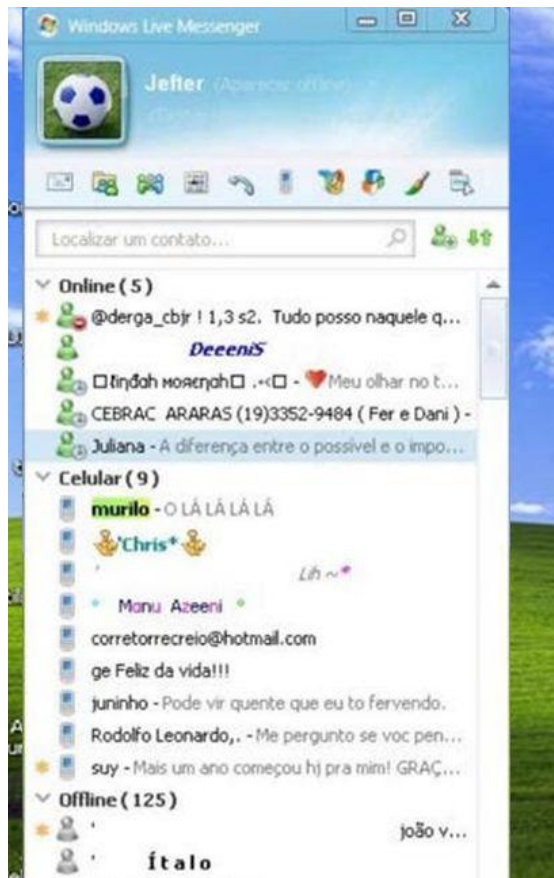 Windows Live Messenger
Jefter (Aparecer offline)
Localizar um contato...
Online (5)
@derga_cbjr ! 1,3 s2. Tudo posso naquele q...
DeeeniS
□ℓinđah мoяєηah□ .·<□ - ❤Meu olhar no t...
CEBRAC ARARAS (19)3352-9484 ( Fer e Dani ) -
Juliana - A diferença entre o possível e o impo...
Celular (9)
murilo - O LÁ LÁ LÁ LÁ
'Chris*
' Lih ~*
* Manu Azeeni *
corretorrecreio@hotmail.com
ge Feliz da vida!!!
juninho - Pode vir quente que eu to fervendo.
Rodolfo Leonardo,. - Me pergunto se voc pen...
suy - Mais um ano começou hj pra mim! GRAÇ...
Offline (125)
' joão v...
' Ítalo